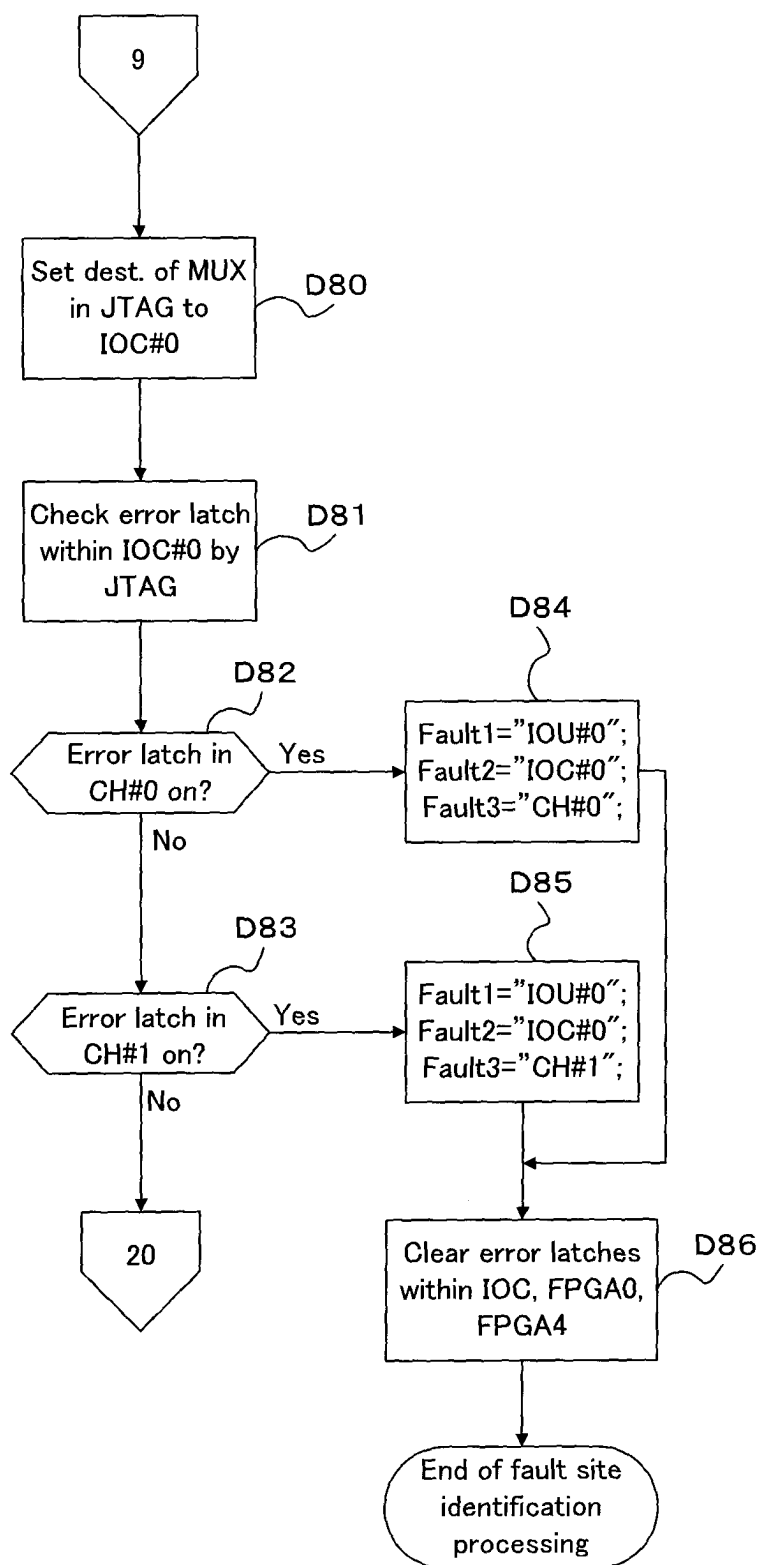 9
Set dest. of MUX
in JTAG to
IOC#0
D80
Check error latch
within IOC#0 by
JTAG
D81
D82
Error latch in
CH#0 on?
Yes
No
D84
Fault1="IOU#0";
Fault2="IOC#0";
Fault3="CH#0";
D83
Error latch in
CH#1 on?
Yes
No
D85
Fault1="IOU#0";
Fault2="IOC#0";
Fault3="CH#1";
20
Clear error latches
within IOC, FPGA0,
FPGA4
D86
End of fault site
identification
processing